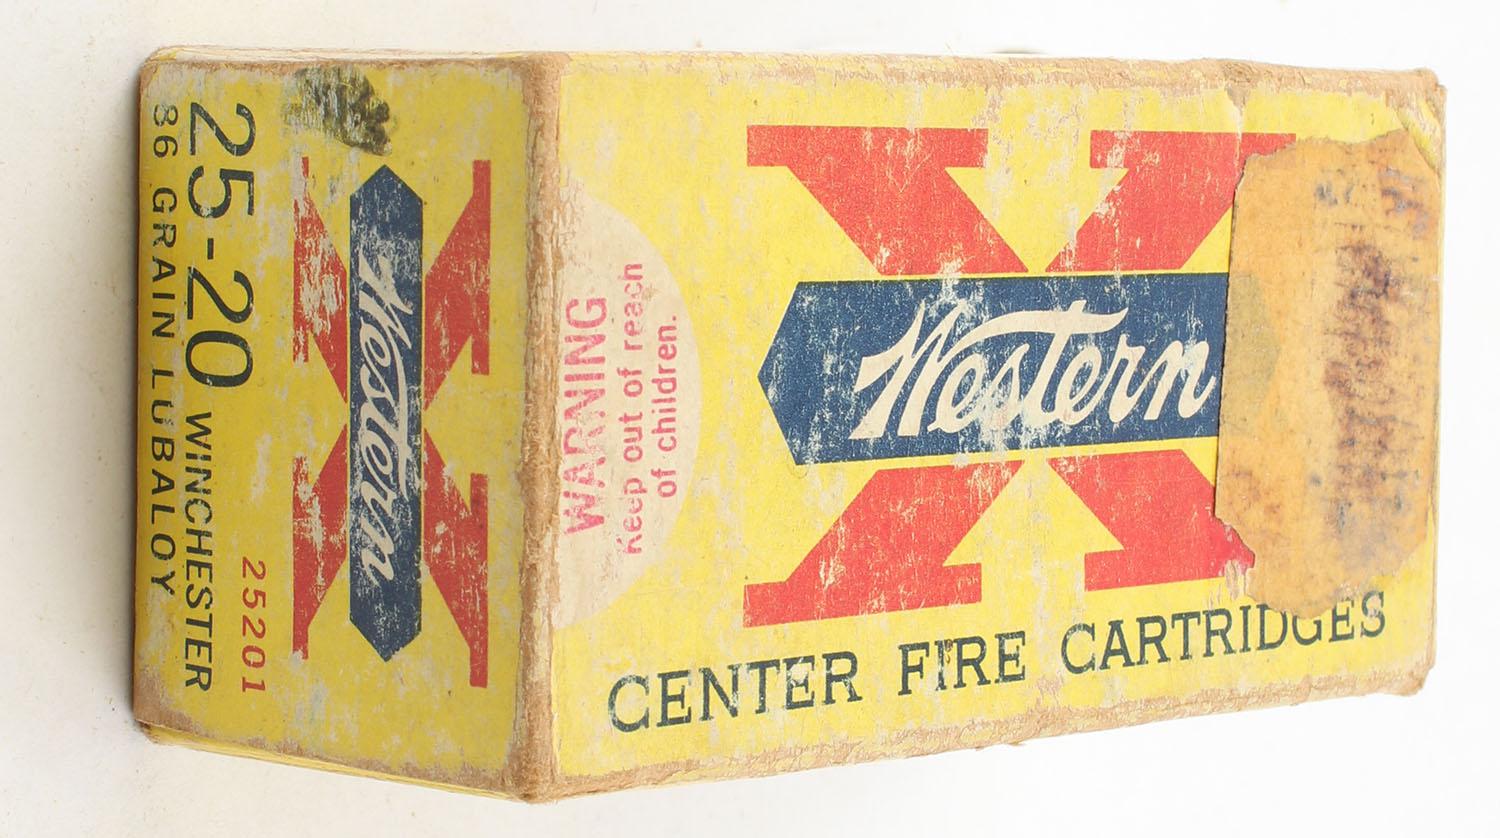 25-20 WINCHESTER
86 GRAIN LUBALOY
25201
Western
X
WARNING
Keep out of reach
of children.
Western
X
CENTER FIRE CARTRIDGES